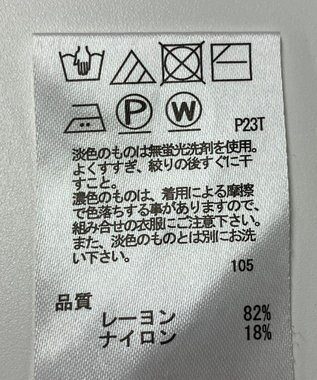 P
W
P23T
淡色のものは無蛍光洗剤を使用。
よくすすぎ、絞りの後すぐに干
すこと。
濃色のものは、着用による摩擦
で色落ちする事がありますので、
組み合せの衣服にご注意下さい。
また、淡色のものとは別にお洗
い下さい。
105
品質
レーヨン 82%
ナイロン 18%